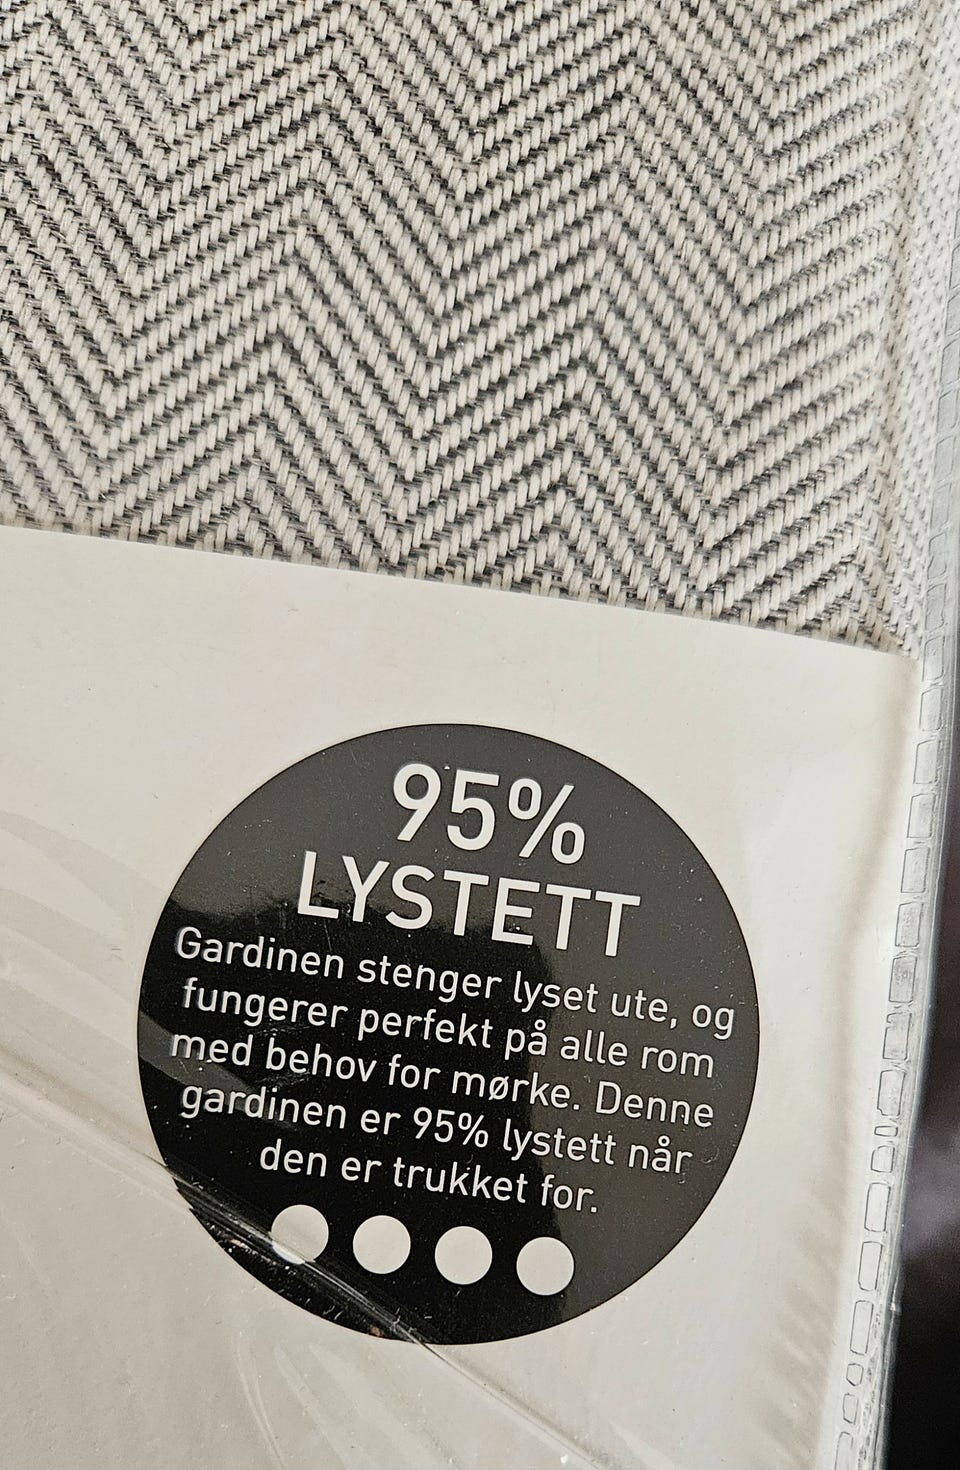 95%
LYSTETT
Gardinen stenger lyset ute, og
fungerer perfekt på alle rom
med behov for mørke. Denne
gardinen er 95% lystett når
den er trukket for.